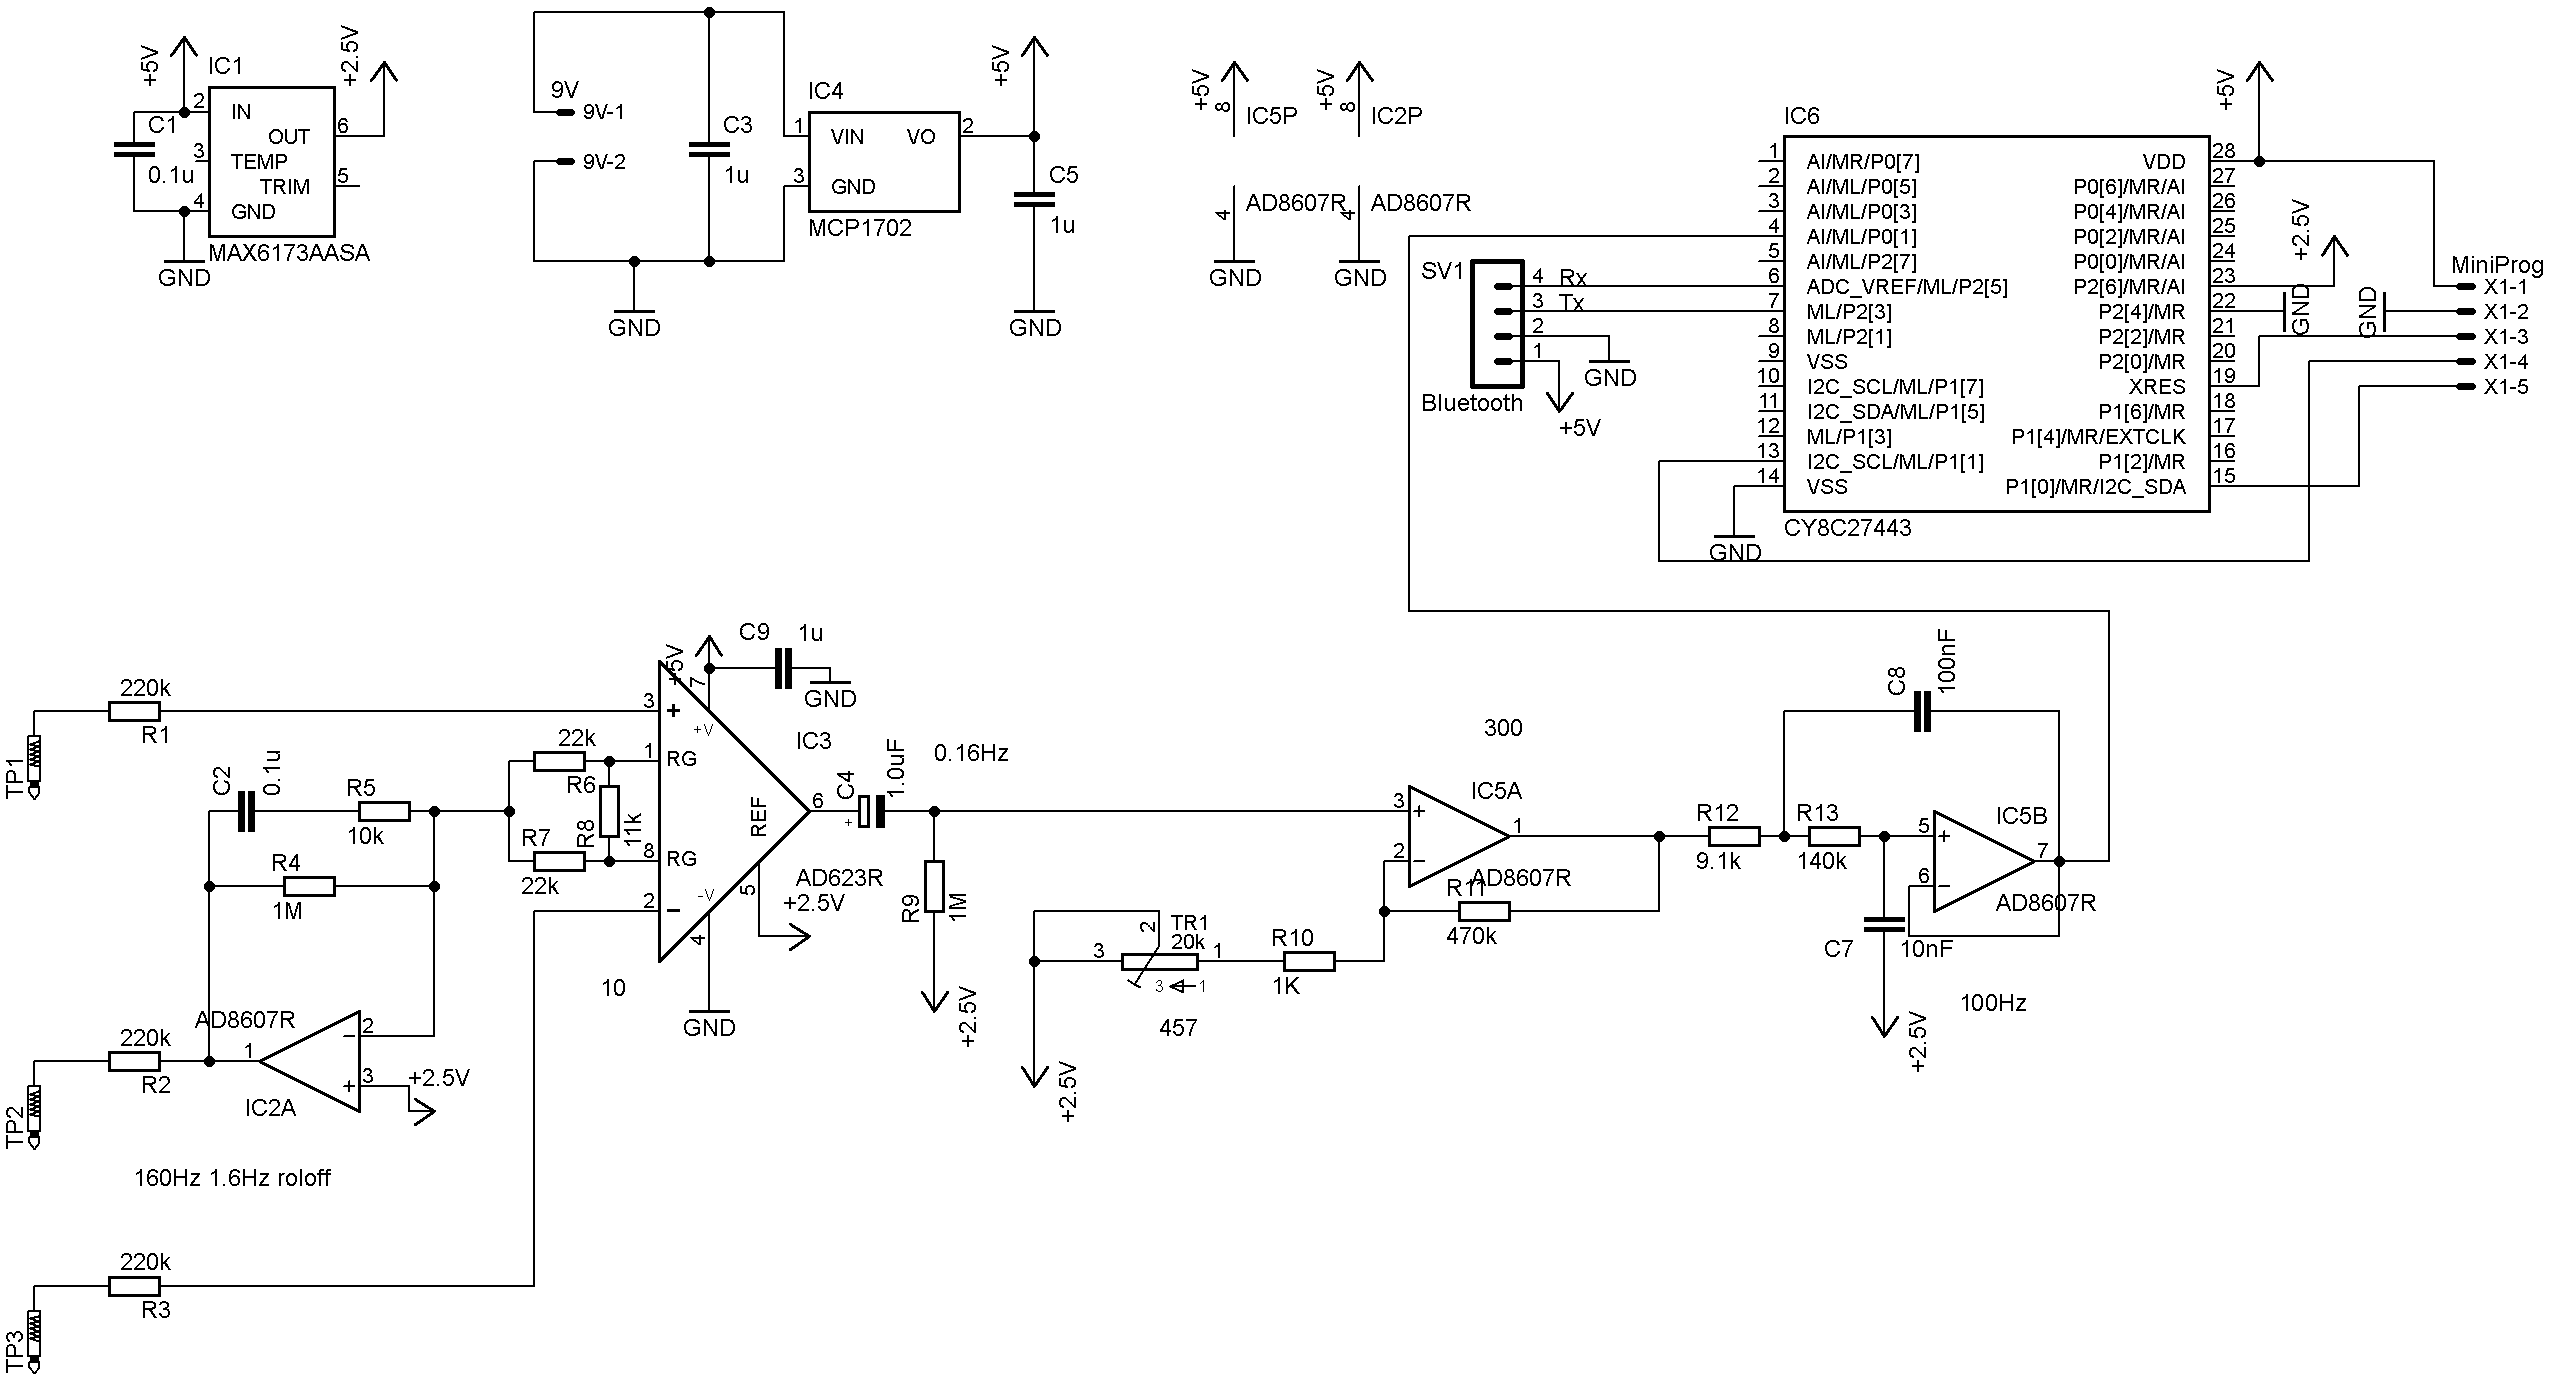 +5V
IC1
+2.5V
2
IN
C1
OUT
6
3
TEMP
0.1u
TRIM
5
4
GND
MAX6173AASA
GND
9V
9V-1
9V-2
C3
1u
GND
IC4
1
VIN
VO
2
3
GND
MCP1702
+5V
C5
1u
GND
+5V
8
IC5P
4
AD8607R
GND
+5V
8
IC2P
4
AD8607R
GND
IC6
1
AI/MR/P0[7]
VDD
28
2
AI/ML/P0[5]
P0[6]/MR/AI
27
3
AI/ML/P0[3]
P0[4]/MR/AI
26
4
AI/ML/P0[1]
P0[2]/MR/AI
25
5
AI/ML/P2[7]
P0[0]/MR/AI
24
6
ADC_VREF/ML/P2[5]
P2[6]/MR/AI
23
7
ML/P2[3]
P2[4]/MR
22
8
ML/P2[1]
P2[2]/MR
21
9
VSS
P2[0]/MR
20
10
I2C_SCL/ML/P1[7]
XRES
19
11
I2C_SDA/ML/P1[5]
P1[6]/MR
18
12
ML/P1[3]
P1[4]/MR/EXTCLK
17
13
I2C_SCL/ML/P1[1]
P1[2]/MR
16
14
VSS
P1[0]/MR/I2C_SDA
15
CY8C27443
GND
+5V
+2.5V
GND
GND
MiniProg
X1-1
X1-2
X1-3
X1-4
X1-5
SV1
4
Rx
3
Tx
2
1
GND
Bluetooth
+5V
220k
R1
TP1
C2
0.1u
R5
10k
R4
1M
AD8607R
220k
R2
TP2
1
2
3
+2.5V
IC2A
160Hz 1.6Hz roloff
220k
R3
TP3
22k
R6
R7
22k
R8
11k
+5V
7
C9
1u
GND
3
+V
1
RG
IC3
REF
6
8
RG
-V
2
4
5
AD623R
+2.5V
10
GND
C4
+
1.0uF
0.16Hz
R9
1M
+2.5V
300
3
IC5A
1
2
AD8607R
R11
470k
TR1
20k
3
2
1
3
1
R10
1K
457
+2.5V
R12
9.1k
R13
140k
C8
100nF
5
IC5B
7
6
AD8607R
C7
10nF
100Hz
+2.5V